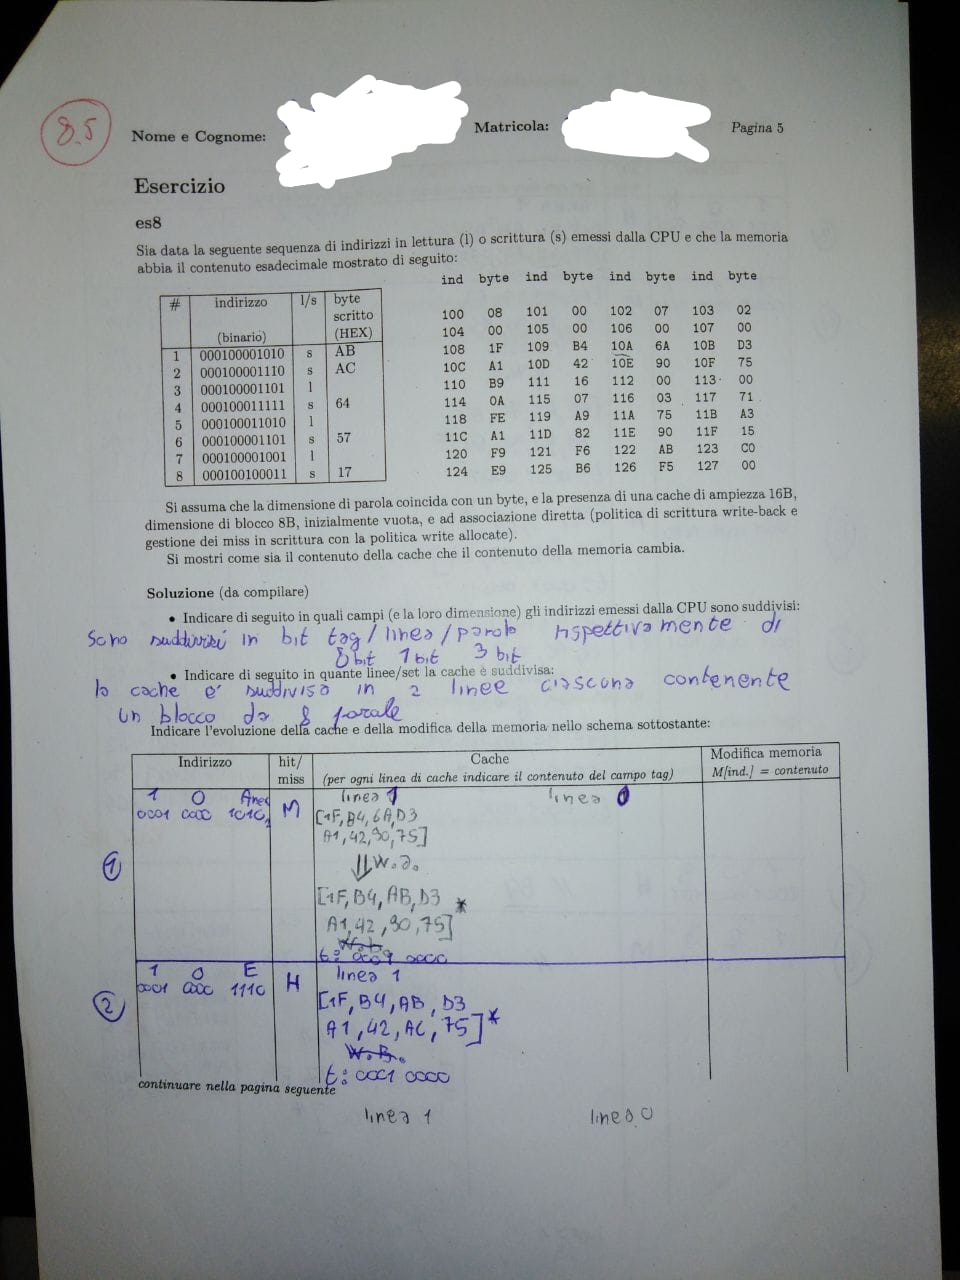 8.5
Nome e Cognome:
Matricola:
Pagina 5
Esercizio
es8
Sia data la seguente sequenza di indirizzi in lettura (l) o scrittura (s) emessi dalla CPU e che la memoria
abbia il contenuto esadecimale mostrato di seguito:
# indirizzo (binario) l/s byte scritto (HEX)
1 000100001010 s AB
2 000100001110 s AC
3 000100001101 l
4 000100011111 s 64
5 000100011010 l
6 000100001101 s 57
7 000100001001 l
8 000100100011 s 17
ind byte ind byte ind byte ind byte
100 08 101 00 102 07 103 02
104 00 105 00 106 00 107 00
108 1F 109 B4 10A 6A 10B D3
10C A1 10D 42 10E 90 10F 75
110 B9 111 16 112 00 113 00
114 0A 115 07 116 03 117 71
118 FE 119 A9 11A 75 11B A3
11C A1 11D 82 11E 90 11F 15
120 F9 121 F6 122 AB 123 C0
124 E9 125 B6 126 F5 127 00
Si assuma che la dimensione di parola coincida con un byte, e la presenza di una cache di ampiezza 16B,
dimensione di blocco 8B, inizialmente vuota, e ad associazione diretta (politica di scrittura write-back e
gestione dei miss in scrittura con la politica write allocate).
Si mostri come sia il contenuto della cache che il contenuto della memoria cambia.
Soluzione (da compilare)
• Indicare di seguito in quali campi (e la loro dimensione) gli indirizzi emessi dalla CPU sono suddivisi:
Sono suddivisi in bit tag/linea/parola rispettivamente di
8 bit 1 bit 3 bit
• Indicare di seguito in quante linee/set la cache è suddivisa:
la cache e' suddivisa in 2 linee ciascuna contenente
un blocco da 8 parole
Indicare l'evoluzione della cache e della modifica della memoria nello schema sottostante:
Indirizzo
hit/
miss
Cache
(per ogni linea di cache indicare il contenuto del campo tag)
Modifica memoria
M[ind.] = contenuto
1 0 A
linea 1 linea 0
0001 0000 1010 M [1F, B4, 6A, D3
A1, 42, 90, 75]
⇓ w.a.
1
[1F, B4, AB, D3 *
A1, 42, 90, 75]
t: 0001 0000
1 0 E linea 1
0001 0000 1110 H [1F, B4, AB, D3
2
A1, 42, AC, 75] *
W.B.
t: 0001 0000
continuare nella pagina seguente
linea 1 linea 0